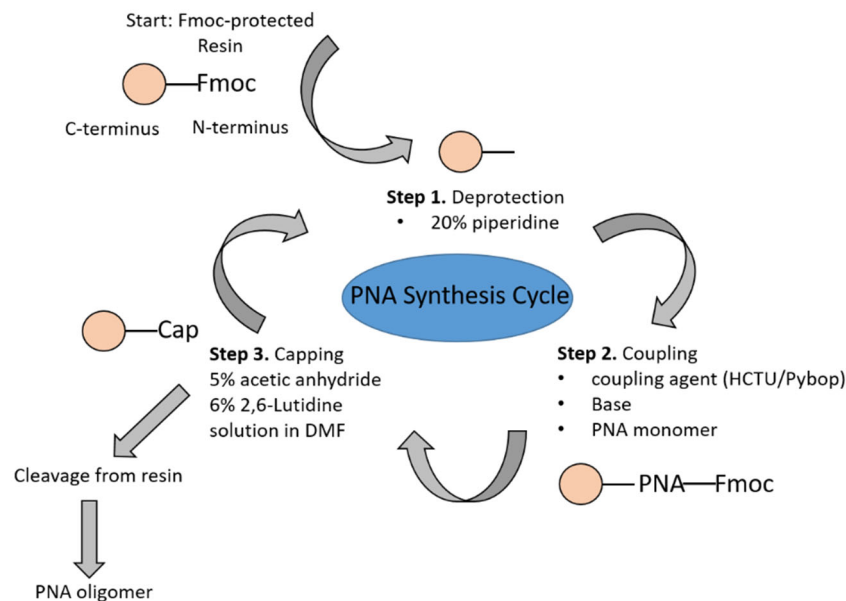 Start: Fmoc-protected
Resin
Fmoc
C-terminus
N-terminus
Step 1. Deprotection
• 20% piperidine
PNA Synthesis Cycle
Step 2. Coupling
• coupling agent (HCTU/Pybop)
• Base
• PNA monomer
PNA—Fmoc
Cap
Step 3. Capping
5% acetic anhydride
6% 2,6-Lutidine
solution in DMF
Cleavage from resin
PNA oligomer